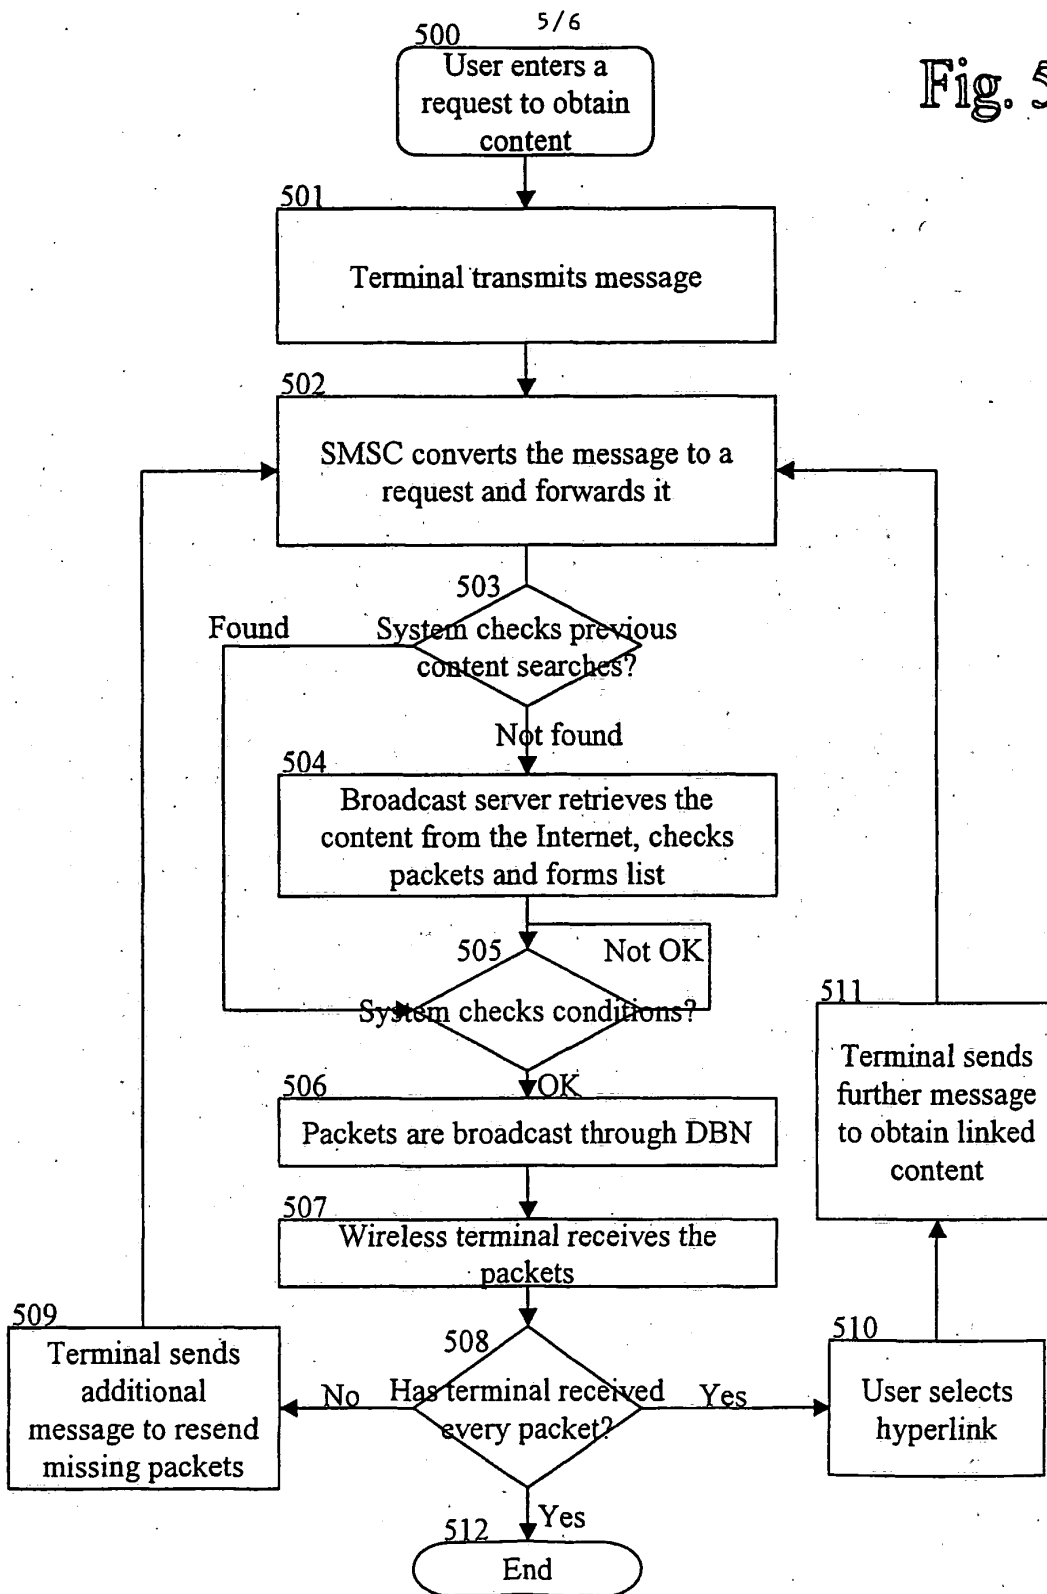 5/6
Fig. 5
500
User enters a
request to obtain
content
501
Terminal transmits message
502
SMSC converts the message to a
request and forwards it
503
System checks previous
content searches?
Found
Not found
504
Broadcast server retrieves the
content from the Internet, checks
packets and forms list
505
Not OK
System checks conditions?
OK
506
Packets are broadcast through DBN
507
Wireless terminal receives the
packets
508
Has terminal received
every packet?
No
Yes
509
Terminal sends
additional
message to resend
missing packets
510
User selects
hyperlink
511
Terminal sends
further message
to obtain linked
content
Yes
512
End